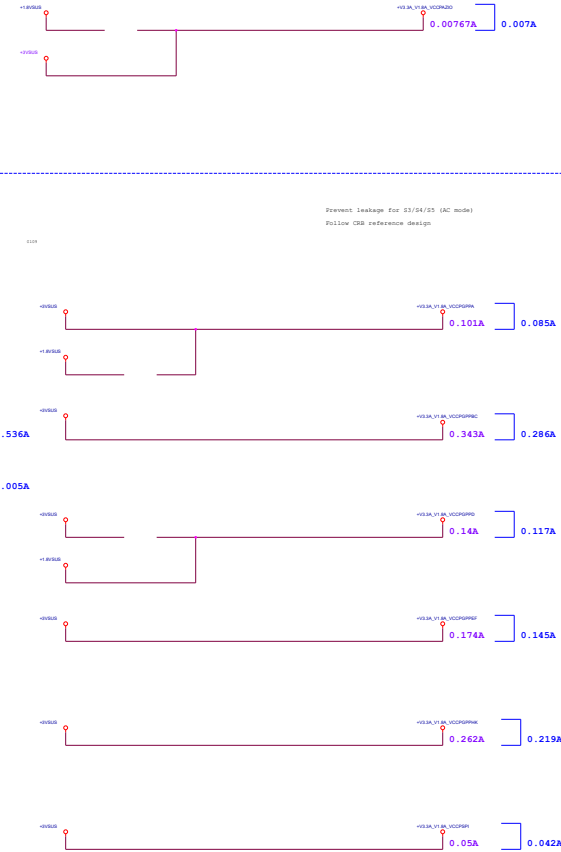 +1.8VSUS
+V3.3A_V1.8A_VCCPAZIO
0.00767A
0.007A
+3VSUS
Prevent leakage for S3/S4/S5 (AC mode)
Follow CRB reference design
+3VSUS
+V3.3A_V1.8A_VCCPGPPA
0.101A
0.085A
+1.8VSUS
+3VSUS
+V3.3A_V1.8A_VCCPGPPBC
.536A
0.343A
0.286A
.005A
+3VSUS
+V3.3A_V1.8A_VCCPGPPD
0.14A
0.117A
+1.8VSUS
+3VSUS
+V3.3A_V1.8A_VCCPGPPEF
0.174A
0.145A
+3VSUS
+V3.3A_V1.8A_VCCPGPPHK
0.262A
0.219A
+3VSUS
+V3.3A_V1.8A_VCCPSPI
0.05A
0.042A